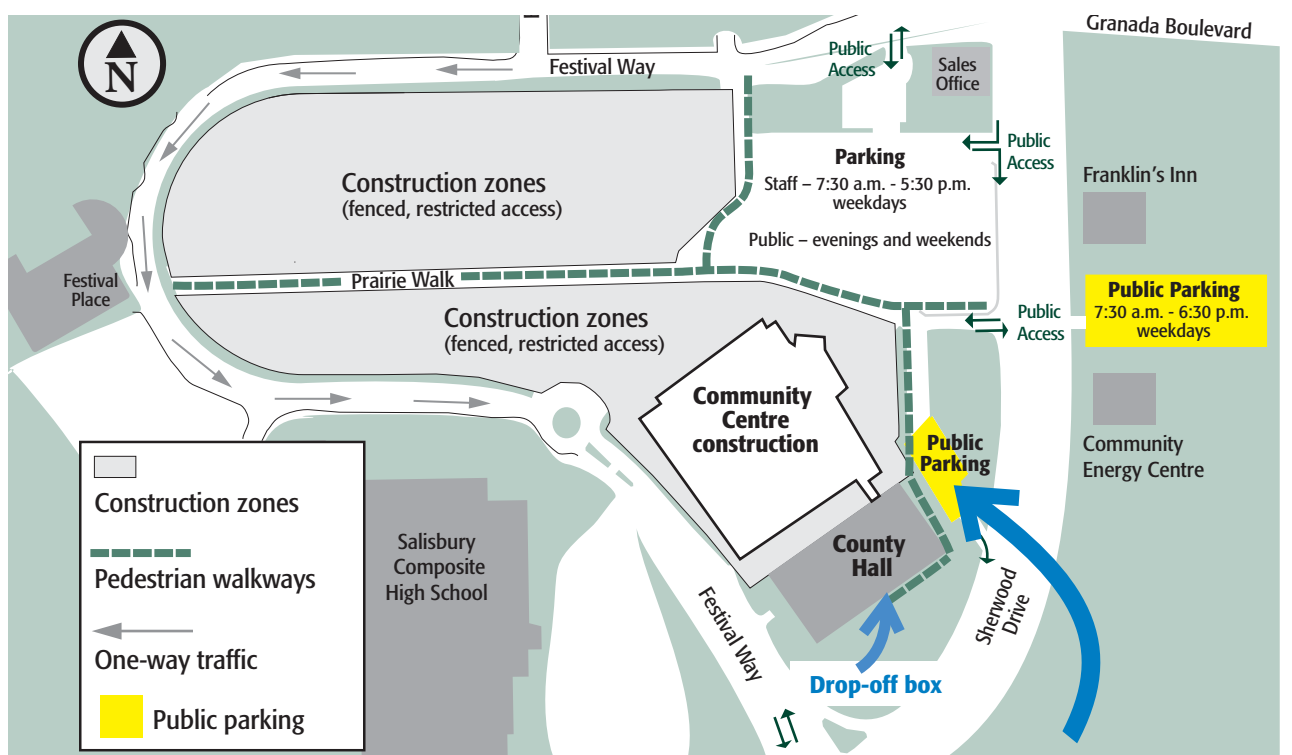 Granada Boulevard
N
Festival Way
Public
Access
Sales
Office
Parking
Staff – 7:30 a.m. - 5:30 p.m.
weekdays
Public – evenings and weekends
Public
Access
Franklin's Inn
Construction zones
(fenced, restricted access)
Festival
Place
Prairie Walk
Public Parking
7:30 a.m. - 6:30 p.m.
weekdays
Public
Access
Construction zones
(fenced, restricted access)
Community
Centre
construction
Public
Parking
Community
Energy Centre
Construction zones
Pedestrian walkways
One-way traffic
Public parking
Salisbury
Composite
High School
County
Hall
Sherwood
Drive
Festival Way
Drop-off box